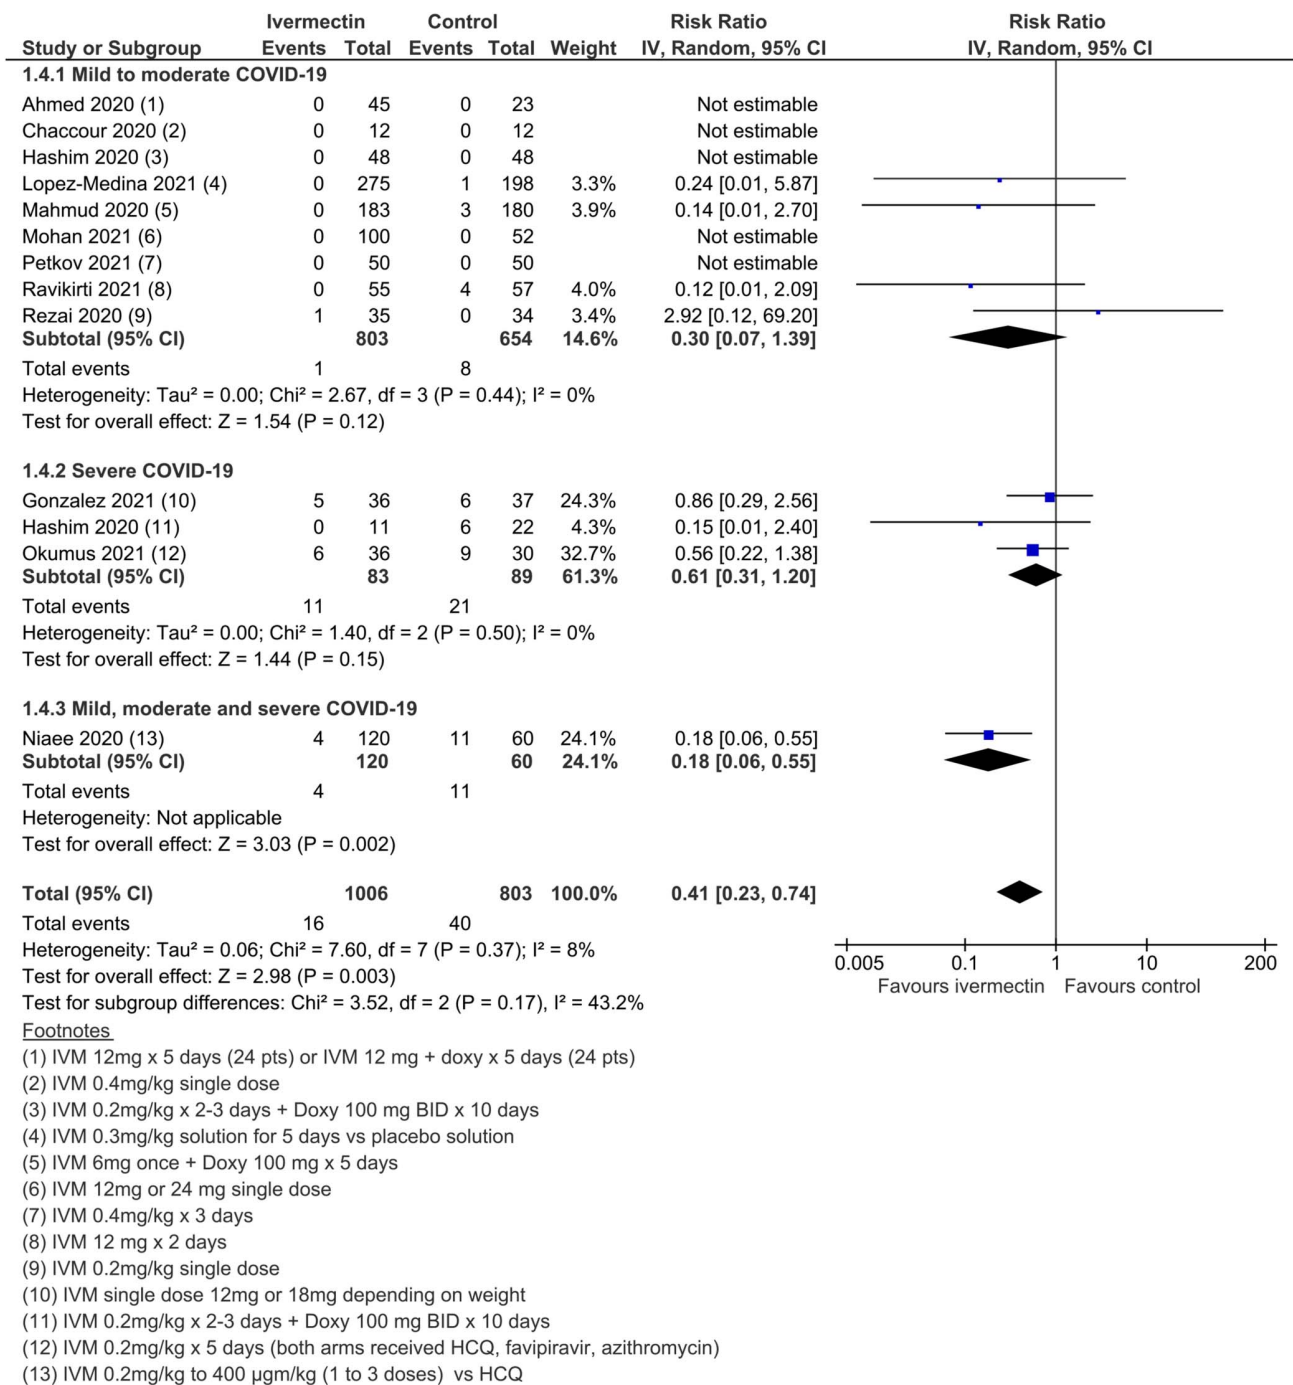 Ivermectin Control Risk Ratio Risk Ratio
Study or Subgroup Events Total Events Total Weight IV, Random, 95% CI IV, Random, 95% CI
1.4.1 Mild to moderate COVID-19
Ahmed 2020 (1) 0 45 0 23 Not estimable
Chaccour 2020 (2) 0 12 0 12 Not estimable
Hashim 2020 (3) 0 48 0 48 Not estimable
Lopez-Medina 2021 (4) 0 275 1 198 3.3% 0.24 [0.01, 5.87]
Mahmud 2020 (5) 0 183 3 180 3.9% 0.14 [0.01, 2.70]
Mohan 2021 (6) 0 100 0 52 Not estimable
Petkov 2021 (7) 0 50 0 50 Not estimable
Ravikirti 2021 (8) 0 55 4 57 4.0% 0.12 [0.01, 2.09]
Rezai 2020 (9) 1 35 0 34 3.4% 2.92 [0.12, 69.20]
Subtotal (95% CI) 803 654 14.6% 0.30 [0.07, 1.39]
Total events 1 8
Heterogeneity: Tau² = 0.00; Chi² = 2.67, df = 3 (P = 0.44); I² = 0%
Test for overall effect: Z = 1.54 (P = 0.12)
1.4.2 Severe COVID-19
Gonzalez 2021 (10) 5 36 6 37 24.3% 0.86 [0.29, 2.56]
Hashim 2020 (11) 0 11 6 22 4.3% 0.15 [0.01, 2.40]
Okumus 2021 (12) 6 36 9 30 32.7% 0.56 [0.22, 1.38]
Subtotal (95% CI) 83 89 61.3% 0.61 [0.31, 1.20]
Total events 11 21
Heterogeneity: Tau² = 0.00; Chi² = 1.40, df = 2 (P = 0.50); I² = 0%
Test for overall effect: Z = 1.44 (P = 0.15)
1.4.3 Mild, moderate and severe COVID-19
Niaee 2020 (13) 4 120 11 60 24.1% 0.18 [0.06, 0.55]
Subtotal (95% CI) 120 60 24.1% 0.18 [0.06, 0.55]
Total events 4 11
Heterogeneity: Not applicable
Test for overall effect: Z = 3.03 (P = 0.002)
Total (95% CI) 1006 803 100.0% 0.41 [0.23, 0.74]
Total events 16 40
Heterogeneity: Tau² = 0.06; Chi² = 7.60, df = 7 (P = 0.37); I² = 8%
Test for overall effect: Z = 2.98 (P = 0.003)
Test for subgroup differences: Chi² = 3.52, df = 2 (P = 0.17), I² = 43.2%
0.005 0.1 1 10 200
Favours ivermectin Favours control
Footnotes
(1) IVM 12mg x 5 days (24 pts) or IVM 12 mg + doxy x 5 days (24 pts)
(2) IVM 0.4mg/kg single dose
(3) IVM 0.2mg/kg x 2-3 days + Doxy 100 mg BID x 10 days
(4) IVM 0.3mg/kg solution for 5 days vs placebo solution
(5) IVM 6mg once + Doxy 100 mg x 5 days
(6) IVM 12mg or 24 mg single dose
(7) IVM 0.4mg/kg x 3 days
(8) IVM 12 mg x 2 days
(9) IVM 0.2mg/kg single dose
(10) IVM single dose 12mg or 18mg depending on weight
(11) IVM 0.2mg/kg x 2-3 days + Doxy 100 mg BID x 10 days
(12) IVM 0.2mg/kg x 5 days (both arms received HCQ, favipiravir, azithromycin)
(13) IVM 0.2mg/kg to 400 µgm/kg (1 to 3 doses) vs HCQ